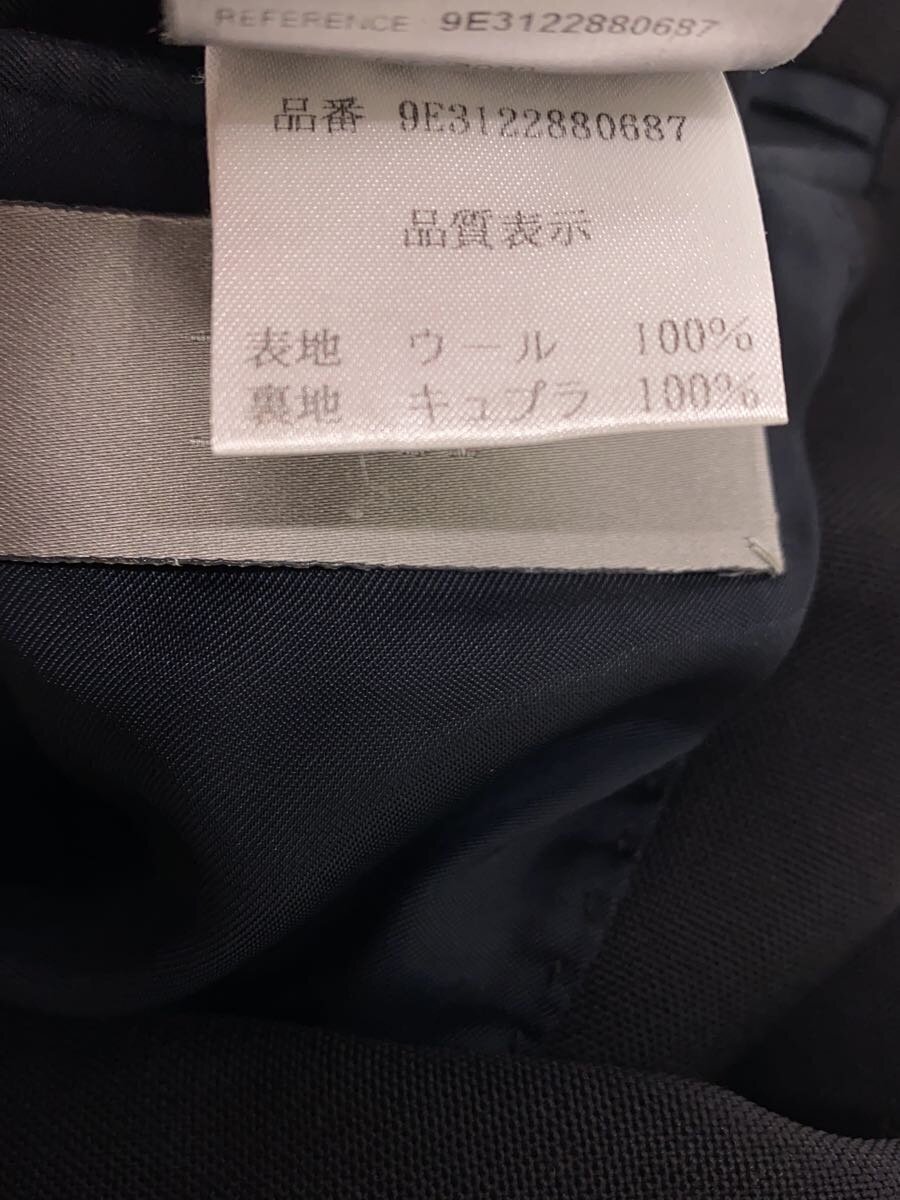 REFERENCE 9E3122880687
品番 9E3122880687
品質表示
表地 ウール 100%
裏地 キュプラ 100%